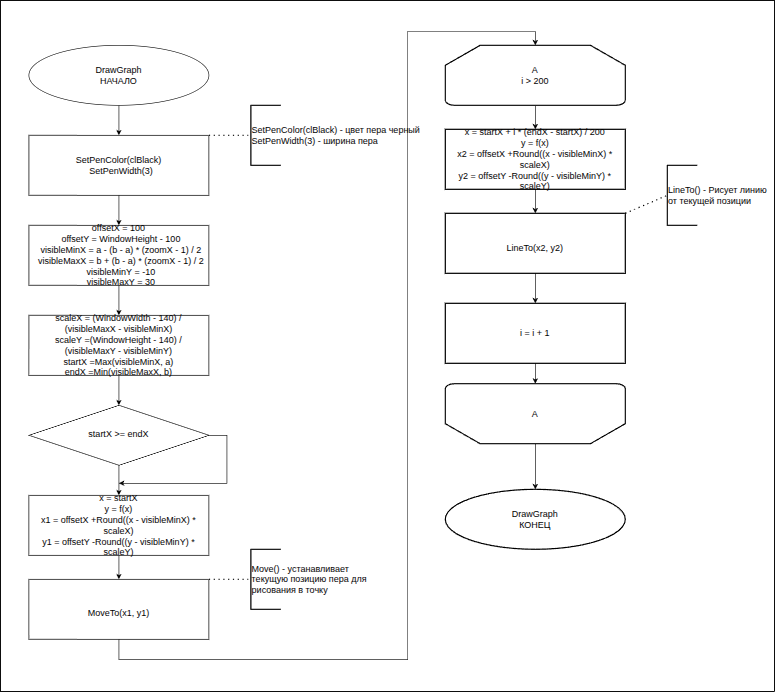 DrawGraph
НАЧАЛО
SetPenColor(clBlack) - цвет пера черный
SetPenWidth(3) - ширина пера
SetPenColor(clBlack)
SetPenWidth(3)
offsetX = 100
offsetY = WindowHeight - 100
visibleMinX = a - (b - a) * (zoomX - 1) / 2
visibleMaxX = b + (b - a) * (zoomX - 1) / 2
visibleMinY = -10
visibleMaxY = 30
scaleX = (WindowWidth - 140) /
(visibleMaxX - visibleMinX)
scaleY =(WindowHeight - 140) /
(visibleMaxY - visibleMinY)
startX =Max(visibleMinX, a)
endX =Min(visibleMaxX, b)
startX >= endX
x = startX
y = f(x)
x1 = offsetX +Round((x - visibleMinX) *
scaleX)
y1 = offsetY -Round((y - visibleMinY) *
scaleY)
Move() - устанавливает
текущую позицию пера для
рисования в точку
MoveTo(x1, y1)
A
i > 200
x = startX + i * (endX - startX) / 200
y = f(x)
x2 = offsetX +Round((x - visibleMinX) *
scaleX)
y2 = offsetY -Round((y - visibleMinY) *
scaleY)
LineTo() - Рисует линию
от текущей позиции
LineTo(x2, y2)
i = i + 1
A
DrawGraph
КОНЕЦ